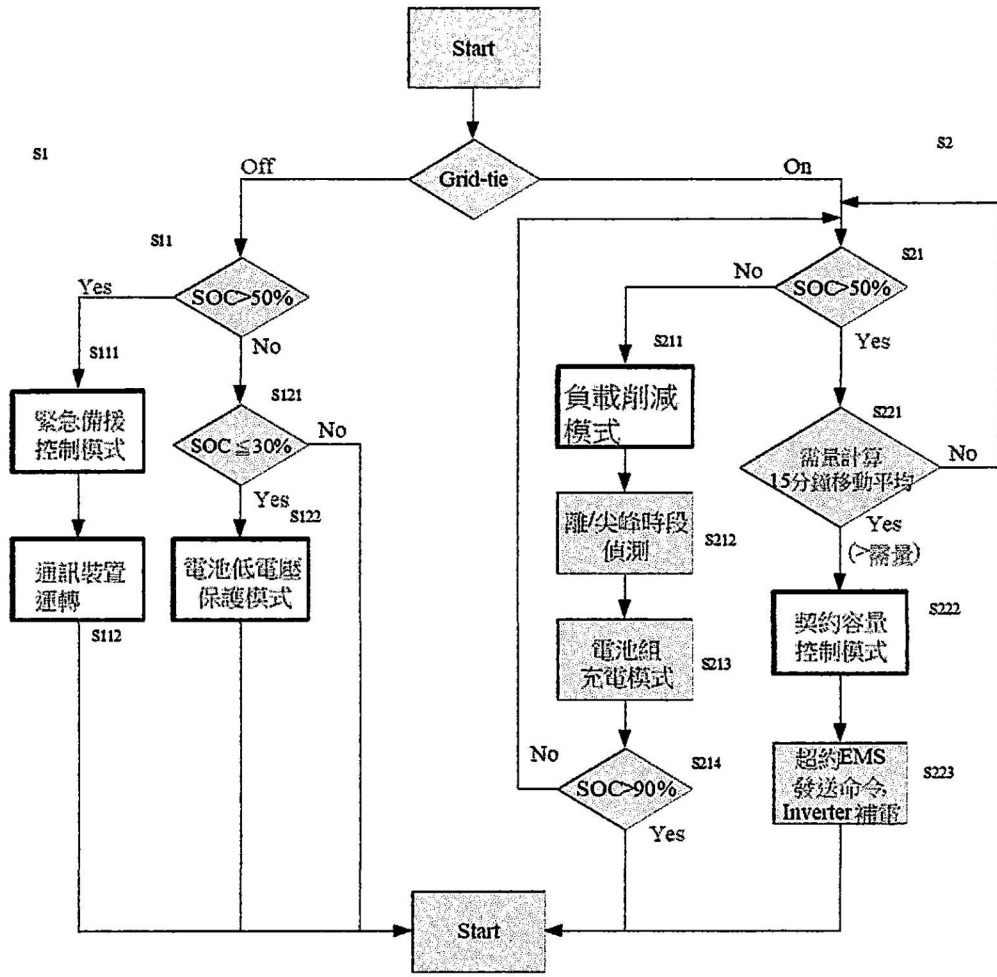 Start
S1
S2
Off
Grid-tie
On
S11
S21
Yes
SOC>50%
No
SOC>50%
No
Yes
S111
S211
緊急備援
控制模式
S121
SOC≦30%
No
負載削減
模式
S221
需量計算
15分鐘移動平均
No
Yes
S122
離/尖峰時段
偵測
S212
Yes
(>需量)
通訊裝置
運轉
S112
電池低電壓
保護模式
電池組
充電模式
S213
契約容量
控制模式
S222
No
SOC>90%
S214
Yes
超約EMS
發送命令,
Inverter補電
S223
Start